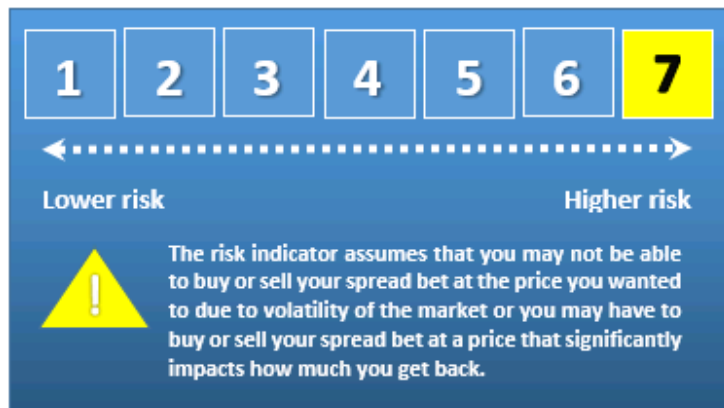 1 2 3 4 5 6 7
Lower risk Higher risk
!
The risk indicator assumes that you may not be able
to buy or sell your spread bet at the price you wanted
to due to volatility of the market or you may have to
buy or sell your spread bet at a price that significantly
impacts how much you get back.